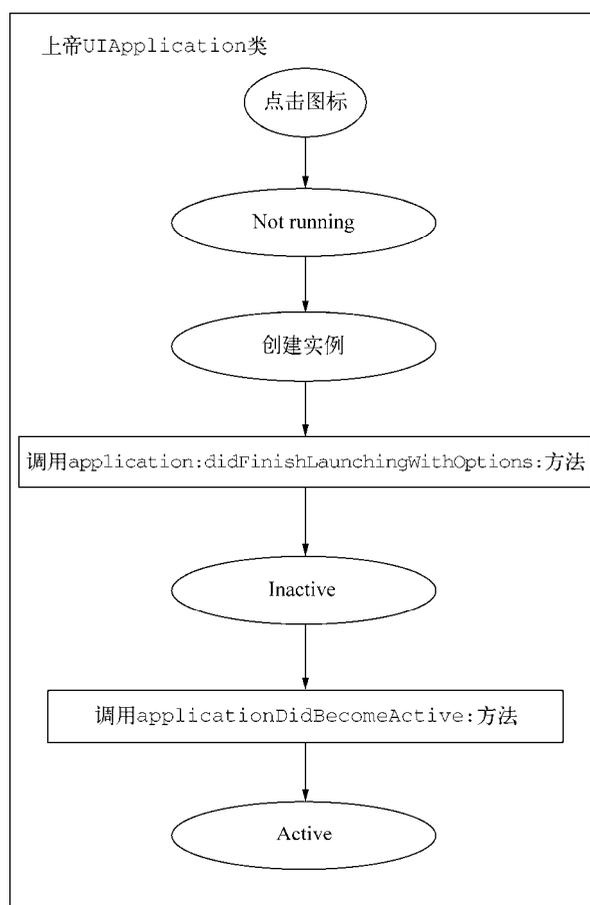 上帝UIApplication类
点击图标
Not running
创建实例
调用application:didFinishLaunchingWithOptions:方法
Inactive
调用applicationDidBecomeActive:方法
Active